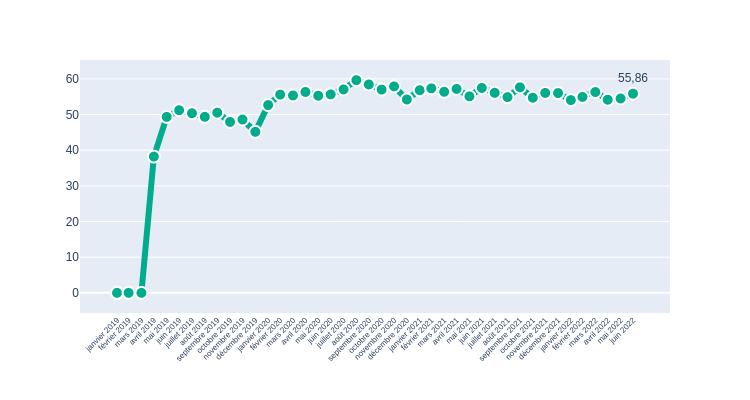 55,86
60
50
40
30
20
10
0
janvier 2019
février 2019
mars 2019
avril 2019
mai 2019
juin 2019
juillet 2019
août 2019
septembre 2019
octobre 2019
novembre 2019
décembre 2019
janvier 2020
février 2020
mars 2020
avril 2020
mai 2020
juin 2020
juillet 2020
août 2020
septembre 2020
octobre 2020
novembre 2020
décembre 2020
janvier 2021
février 2021
mars 2021
avril 2021
mai 2021
juin 2021
juillet 2021
août 2021
septembre 2021
octobre 2021
novembre 2021
décembre 2021
janvier 2022
février 2022
mars 2022
avril 2022
mai 2022
juin 2022